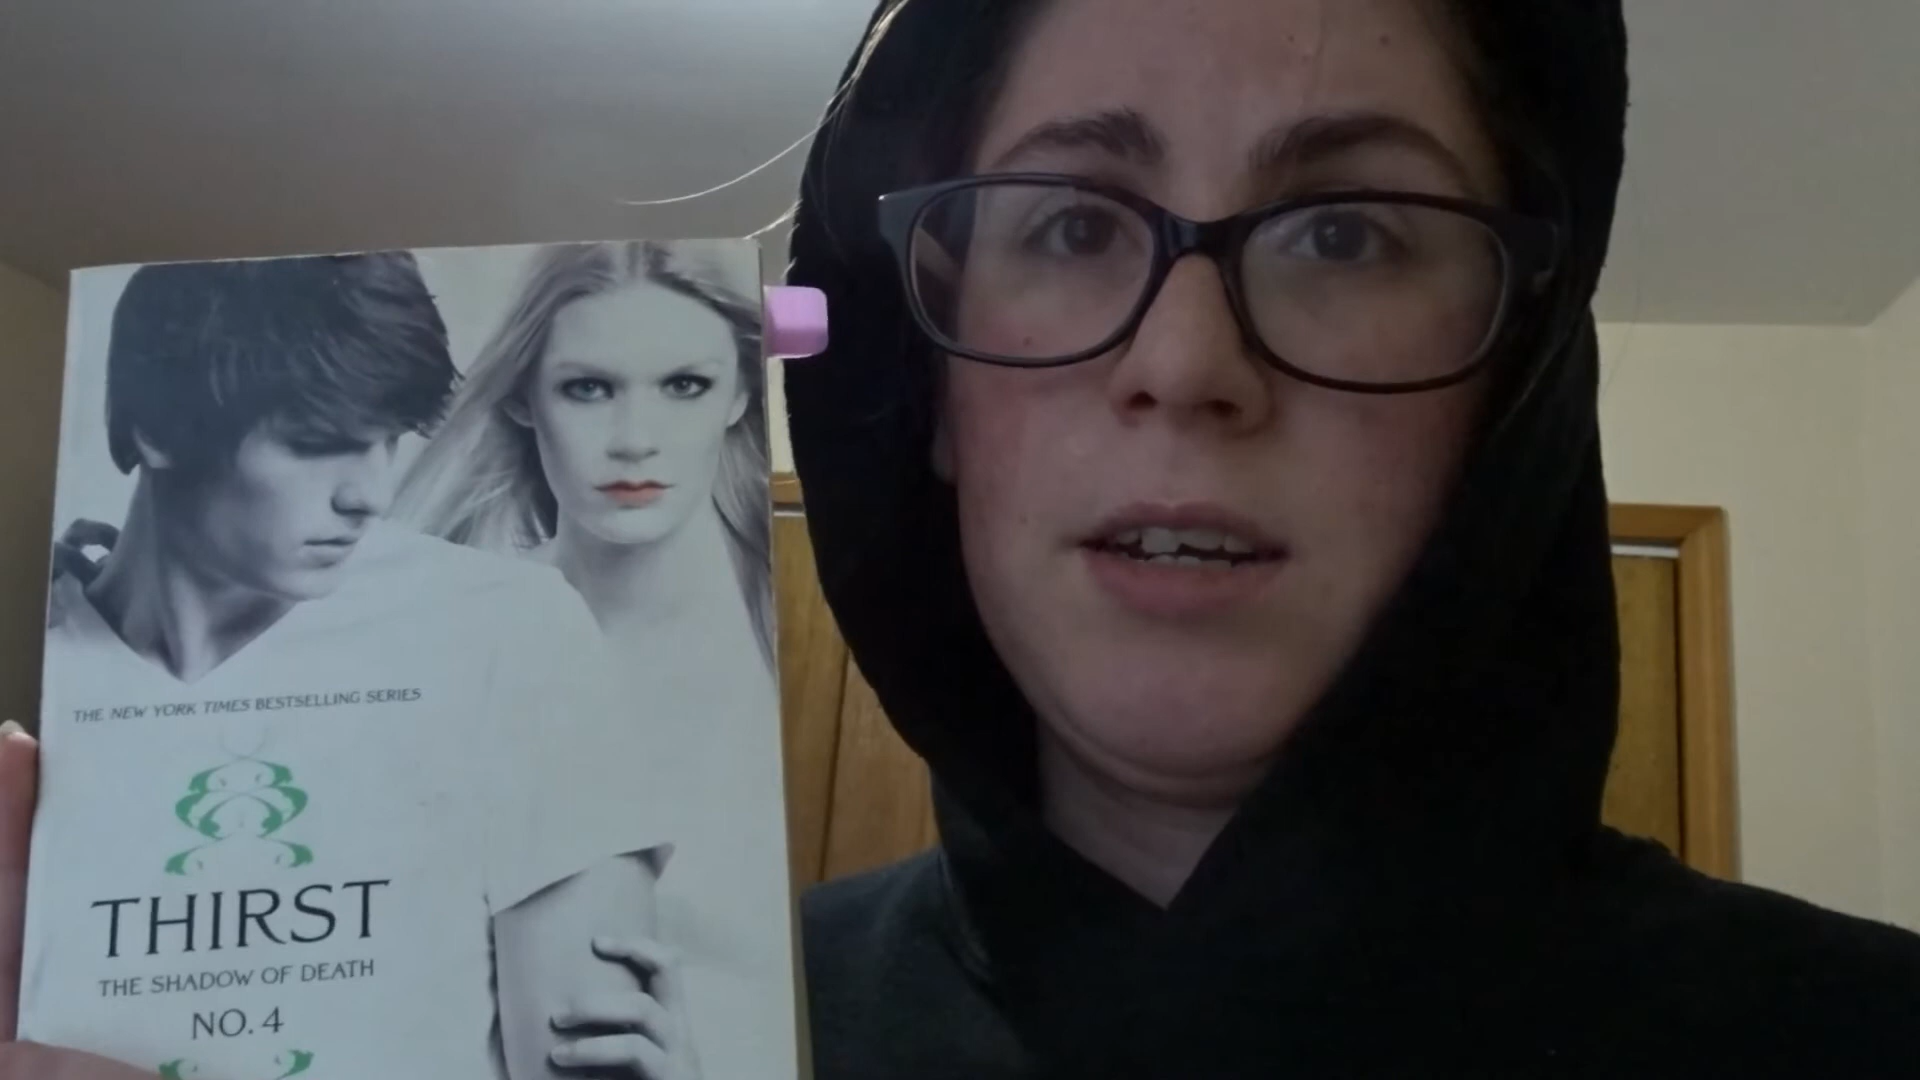 THE NEW YORK TIMES BESTSELLING SERIES
THIRST
THE SHADOW OF DEATH
NO. 4